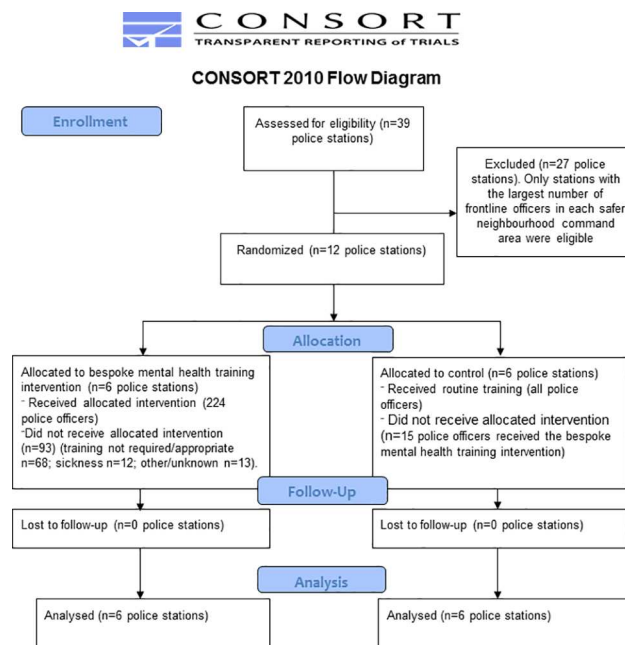 CONSORT
TRANSPARENT REPORTING of TRIALS
CONSORT 2010 Flow Diagram
Enrollment
Assessed for eligibility (n=39
police stations)
Excluded (n=27 police
stations). Only stations with
the largest number of
frontline officers in each safer
neighbourhood command
area were eligible
Randomized (n=12 police stations)
Allocation
Allocated to bespoke mental health training
intervention (n=6 police stations)
- Received allocated intervention (224
police officers)
-Did not receive allocated intervention
(n=93) (training not required/appropriate
n=68; sickness n=12; other/unknown n=13).
Allocated to control (n=6 police stations)
- Received routine training (all police
officers)
- Did not receive allocated intervention
(n=15 police officers received the bespoke
mental health training intervention)
Follow-Up
Lost to follow-up (n=0 police stations)
Lost to follow-up (n=0 police stations)
Analysis
Analysed (n=6 police stations)
Analysed (n=6 police stations)